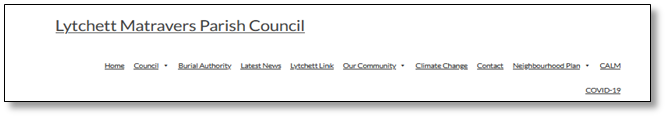 Lytchett Matravers Parish Council
Home Council Burial Authority Latest News Lytchett Link Our Community Climate Change Contact Neighbourhood Plan CALM
COVID-19